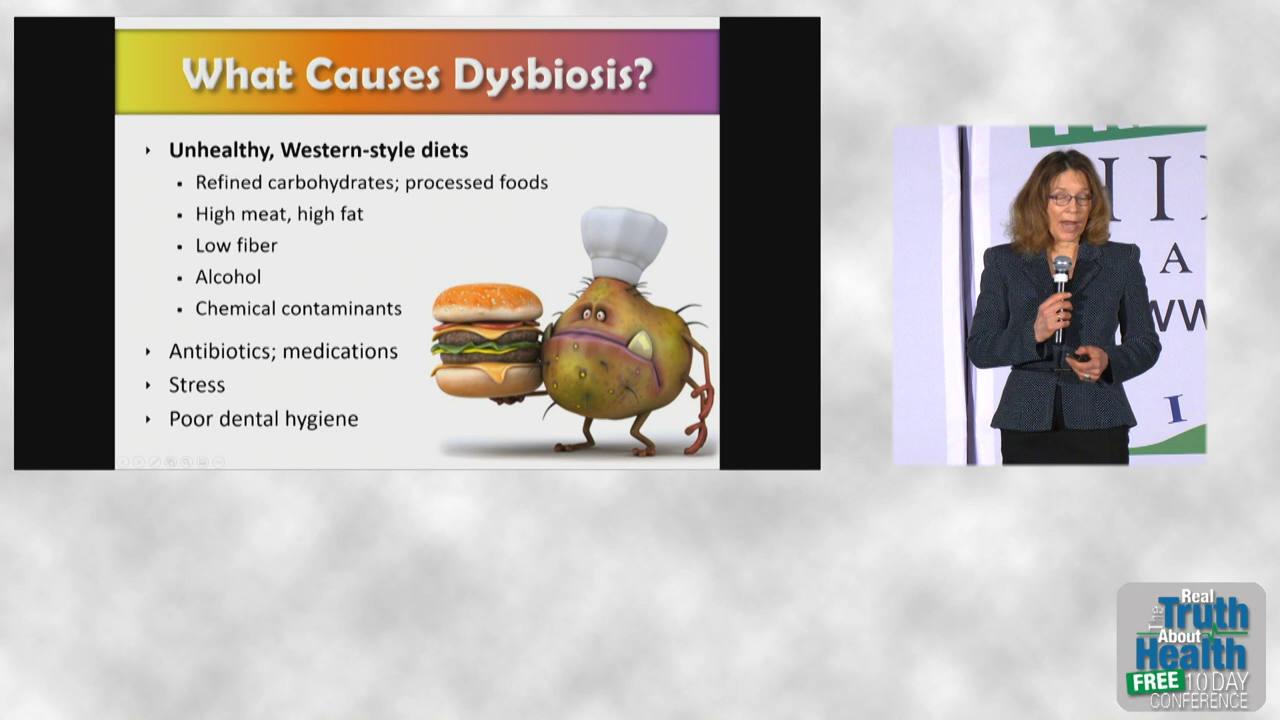 What Causes Dysbiosis?
Unhealthy, Western-style diets
Refined carbohydrates; processed foods
High meat, high fat
Low fiber
Alcohol
Chemical contaminants
Antibiotics; medications
Stress
Poor dental hygiene
A
WW
I
The Real
Truth
About
Health
FREE 10 DAY
CONFERENCE